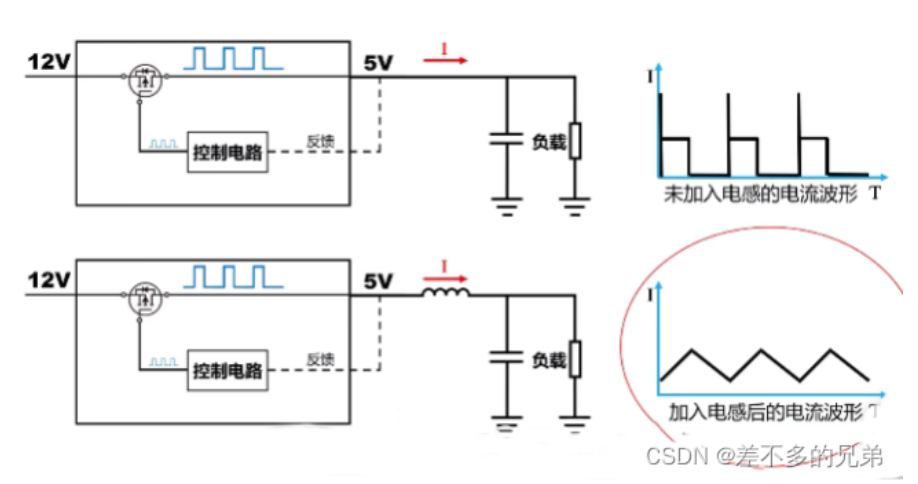 12V
5V
I
反馈
控制电路
负载
I
未加入电感的电流波形 T
12V
5V
I
反馈
控制电路
负载
I
加入电感后的电流波形 T
CSDN @差不多的兄弟